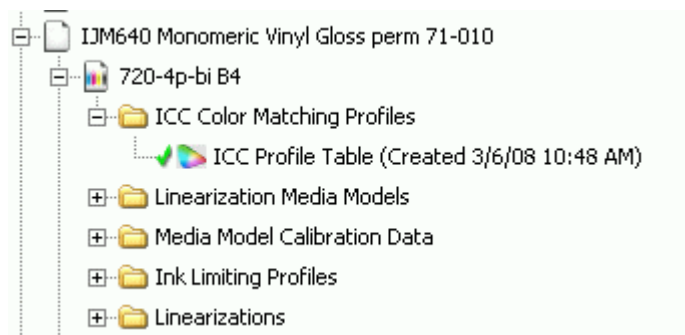 IJM640 Monomeric Vinyl Gloss perm 71-010
720-4p-bi B4
ICC Color Matching Profiles
ICC Profile Table (Created 3/6/08 10:48 AM)
Linearization Media Models
Media Model Calibration Data
Ink Limiting Profiles
Linearizations